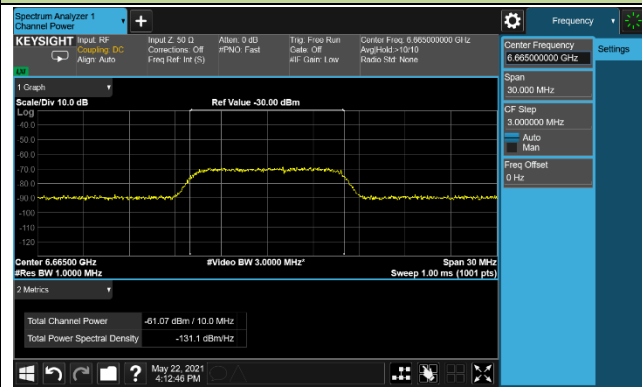 Spectrum Analyzer 1
Channel Power
Frequency
KEYSIGHT
Input: RF
Coupling: DC
Align: Auto
Input Z: 50 Ω
Corrections: Off
Freq Ref: Int (S)
Atten: 0 dB
#PNO: Fast
Trig: Free Run
Gate: Off
#IF Gain: Low
Center Freq: 6.665000000 GHz
Avg|Hold:>10/10
Radio Std: None
Center Frequency
6.665000000 GHz
Settings
Span
30.000 MHz
CF Step
3.000000 MHz
Auto
Man
Freq Offset
0 Hz
1 Graph
Scale/Div 10.0 dB
Ref Value -30.00 dBm
Log
-40.0
-50.0
-60.0
-70.0
-80.0
-90.0
-100
-110
-120
Center 6.66500 GHz
#Video BW 3.0000 MHz*
Span 30 MHz
#Res BW 1.0000 MHz
Sweep 1.00 ms (1001 pts)
2 Metrics
Total Channel Power
-61.07 dBm / 10.0 MHz
Total Power Spectral Density
-131.1 dBm/Hz
May 22, 2021
4:12:46 PM